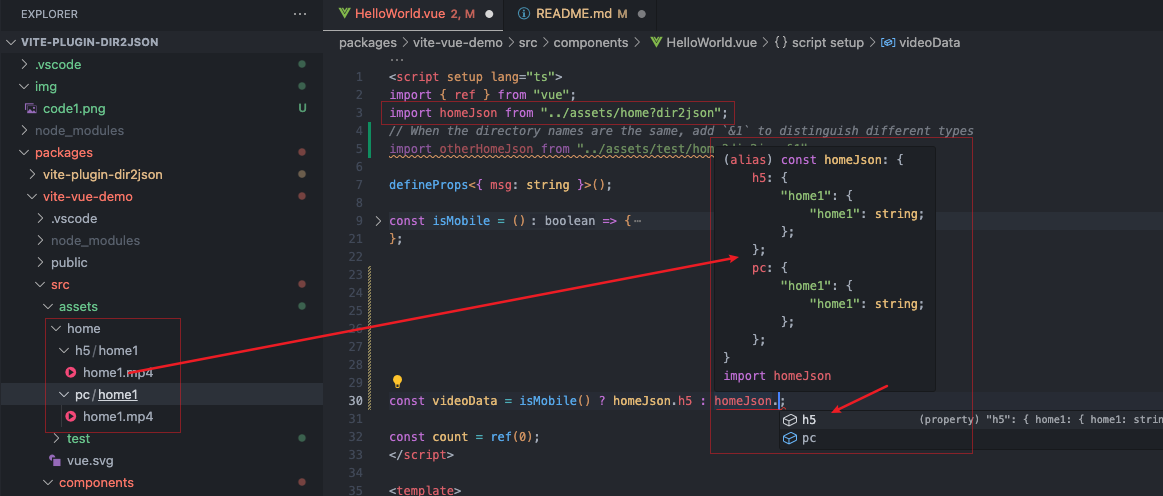 EXPLORER
VITE-PLUGIN-DIR2JSON
.vscode
img
code1.png U
node_modules
packages
vite-plugin-dir2json
vite-vue-demo
.vscode
node_modules
public
src
assets
home
h5/home1
home1.mp4
pc/home1
home1.mp4
test
vue.svg
components
HelloWorld.vue 2, M
README.md M
packages > vite-vue-demo > src > components > HelloWorld.vue > {} script setup > videoData
1 <script setup lang="ts">
2 import { ref } from "vue";
3 import homeJson from "../assets/home?dir2json";
4 // When the directory names are the same, add `&1` to distinguish different types
5 import otherHomeJson from "../assets/test/hom
6
7 defineProps<{ msg: string }>();
8
9 const isMobile = (): boolean => {…
21 };
22
23
24
25
26
27
28
29
30 const videoData = isMobile() ? homeJson.h5 : homeJson.;
31
32 const count = ref(0);
33 </script>
34
35 <template>
(alias) const homeJson: {
h5: {
"home1": {
"home1": string;
};
};
pc: {
"home1": {
"home1": string;
};
};
}
import homeJson
h5 (property) "h5": { home1: { home1: strin
pc